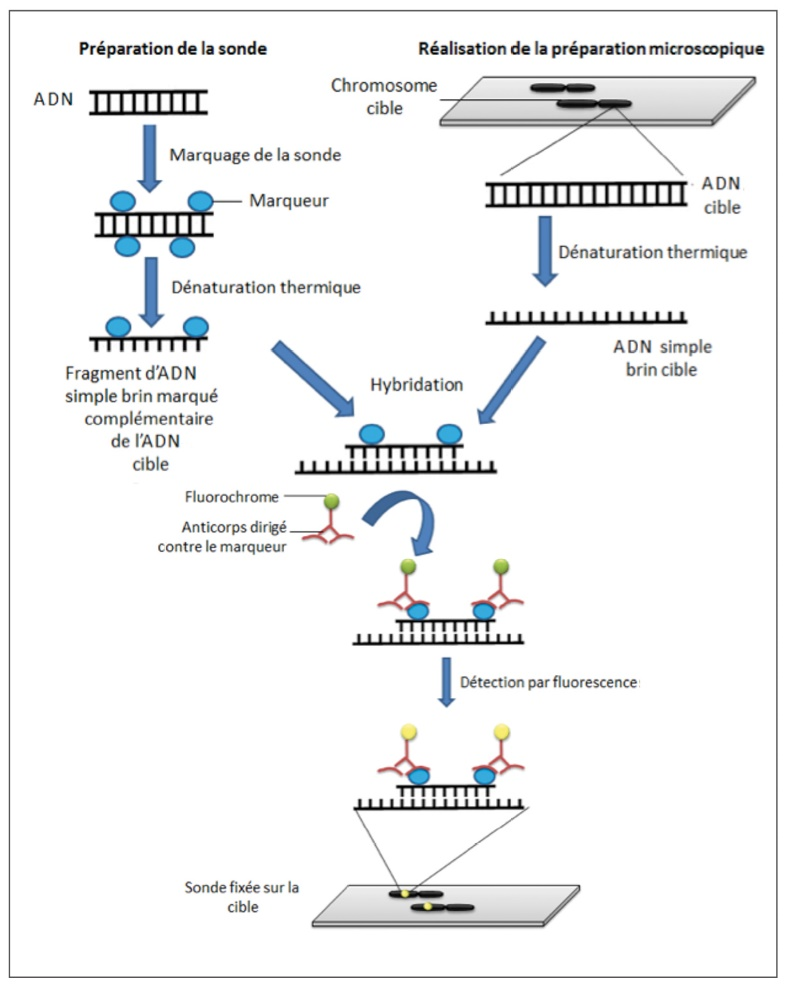 Préparation de la sonde
Réalisation de la préparation microscopique
ADN
Chromosome
cible
Marquage de la sonde
Marqueur
ADN
cible
Dénaturation thermique
Dénaturation thermique
ADN simple
brin cible
Fragment d'ADN
simple brin marqué
complémentaire
de l'ADN
cible
Hybridation
Fluorochrome
Anticorps dirigé
contre le marqueur
Détection par fluorescence
Sonde fixée sur la
cible